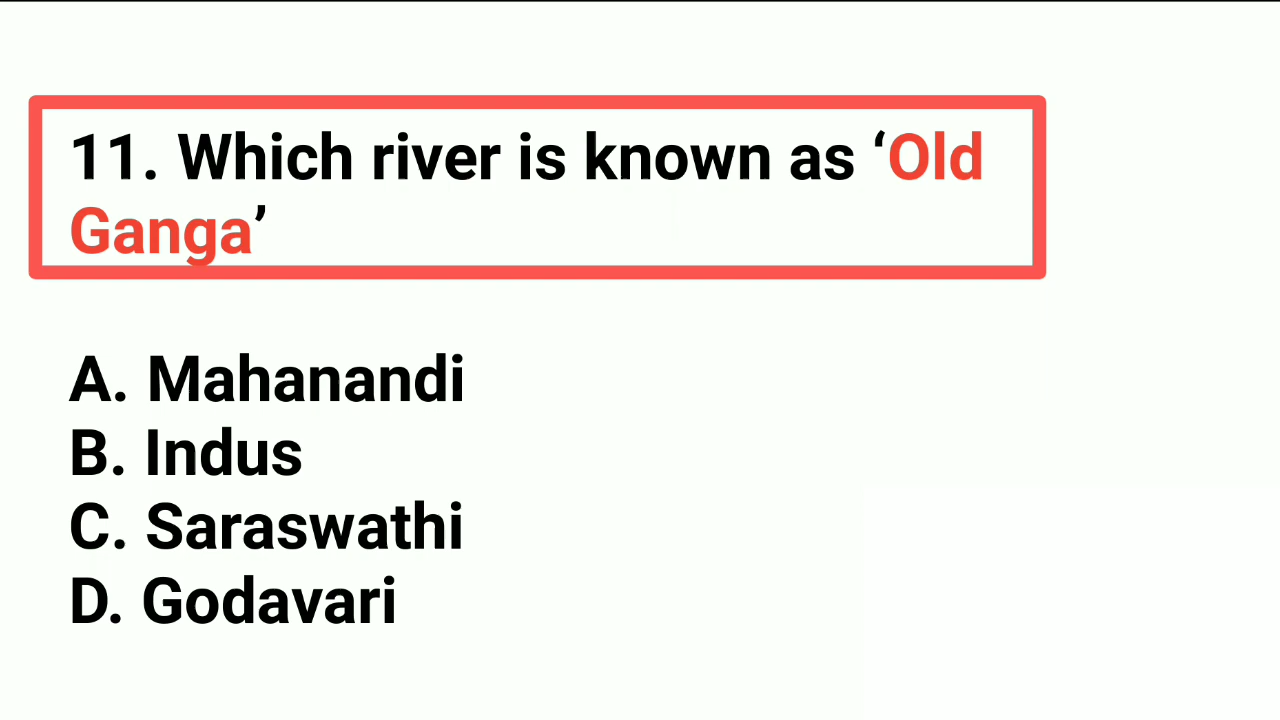 11. Which river is known as ‘Old
Ganga’
A. Mahanandi
B. Indus
C. Saraswathi
D. Godavari